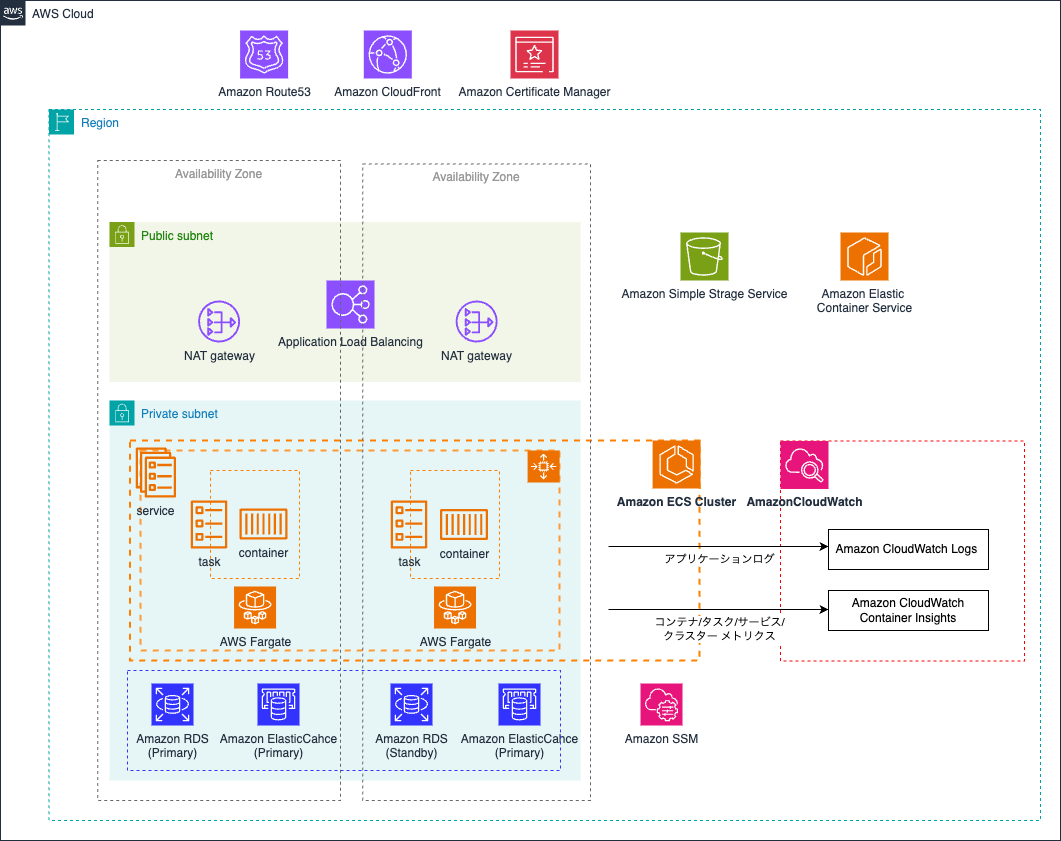 aws
AWS Cloud
53
Amazon Route53
Amazon CloudFront
Amazon Certificate Manager
Region
Availability Zone
Availability Zone
Public subnet
Amazon Simple Strage Service
Amazon Elastic
Container Service
Application Load Balancing
NAT gateway
NAT gateway
Private subnet
service
task
container
task
container
AWS Fargate
AWS Fargate
Amazon ECS Cluster
AmazonCloudWatch
アプリケーションログ
Amazon CloudWatch Logs
コンテナ/タスク/サービス/
クラスター メトリクス
Amazon CloudWatch
Container Insights
Amazon RDS
(Primary)
Amazon ElasticCahce
(Primary)
Amazon RDS
(Standby)
Amazon ElasticCahce
(Primary)
Amazon SSM